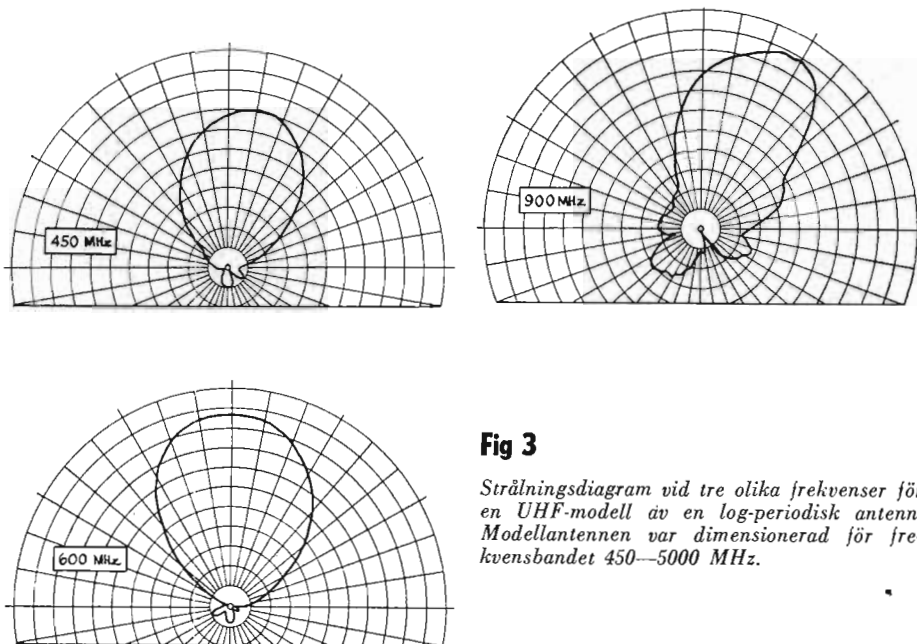 450 MHz
900 MHz
600 MHz
Fig 3
Strålningsdiagram vid tre olika frekvenser för
en UHF-modell av en log-periodisk antenn.
Modellantennen var dimensionerad för fre-
kvensbandet 450—5000 MHz.